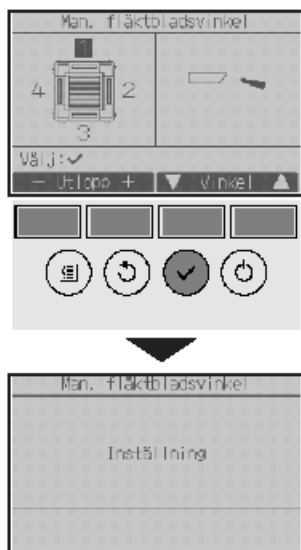 Man. fläktbladsvinkel
1
4 2
3
Välj:✓
− Utlopp + ▼ Vinkel ▲
Man. fläktbladsvinkel
Inställning